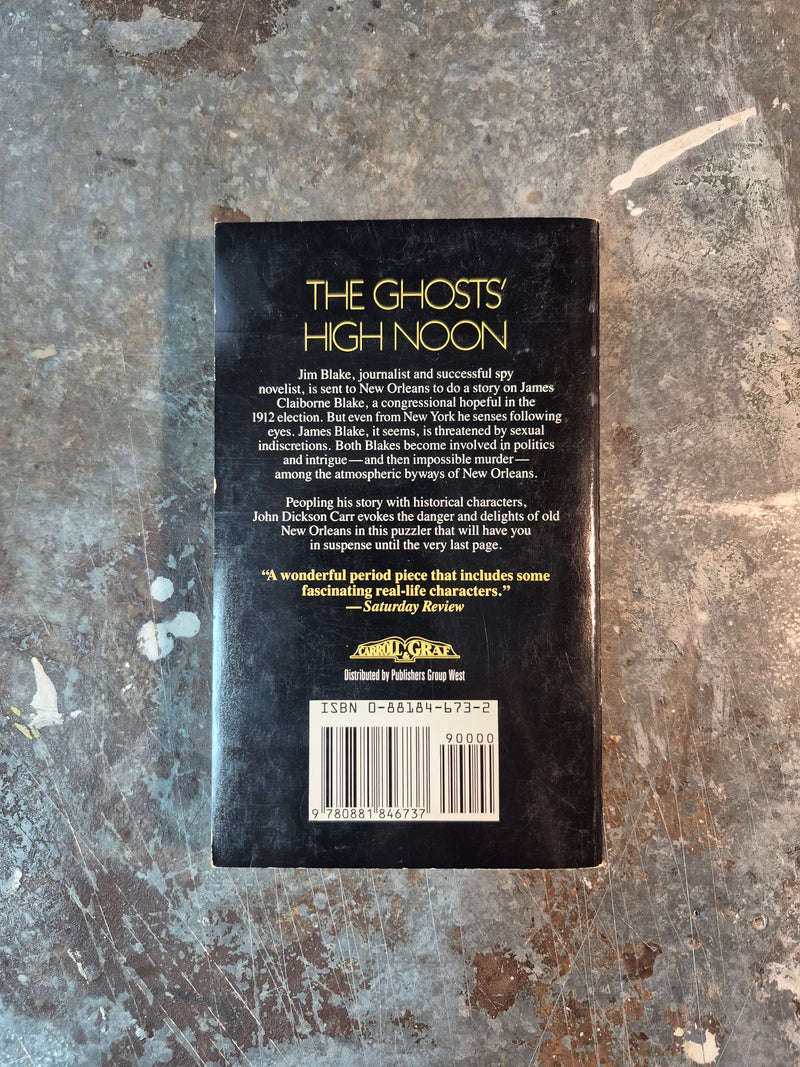 THE GHOSTS'
HIGH NOON
Jim Blake, journalist and successful spy
novelist, is sent to New Orleans to do a story on James
Claiborne Blake, a congressional hopeful in the
1912 election. But even from New York he senses following
eyes. James Blake, it seems, is threatened by sexual
indiscretions. Both Blakes become involved in politics
and intrigue—and then impossible murder—
among the atmospheric byways of New Orleans.
Peopling his story with historical characters,
John Dickson Carr evokes the danger and delights of old
New Orleans in this puzzler that will have you
in suspense until the very last page.
“A wonderful period piece that includes some
fascinating real-life characters.”
—Saturday Review
CARROLL & GRAF
Distributed by Publishers Group West
ISBN 0-88184-673-2
90000
9 780881 846737